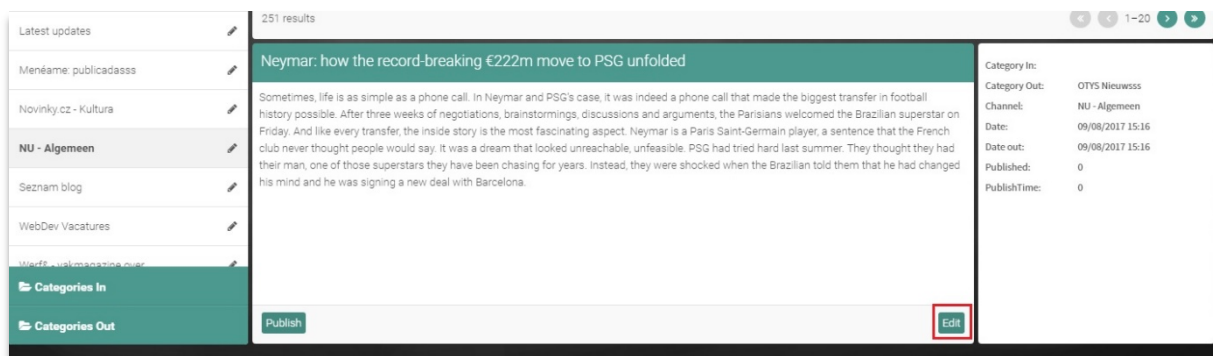 Latest updates
Menéame: publicadasss
Novinky.cz - Kultura
NU - Algemeen
Seznam blog
WebDev Vacatures
vakmagazine over
Categories In
Categories Out
251 results
1–20
Neymar: how the record-breaking €222m move to PSG unfolded
Sometimes, life is as simple as a phone call. In Neymar and PSG's case, it was indeed a phone call that made the biggest transfer in football
history possible. After three weeks of negotiations, brainstormings, discussions and arguments, the Parisians welcomed the Brazilian superstar on
Friday. And like every transfer, the inside story is the most fascinating aspect. Neymar is a Paris Saint-Germain player, a sentence that the French
club never thought people would say. It was a dream that looked unreachable, unfeasible. PSG had tried hard last summer. They thought they had
their man, one of those superstars they have been chasing for years. Instead, they were shocked when the Brazilian told them that he had changed
his mind and he was signing a new deal with Barcelona.
Publish
Edit
Category In:
Category Out: OTYS Nieuwsss
Channel: NU - Algemeen
Date: 09/08/2017 15:16
Date out: 09/08/2017 15:16
Published: 0
PublishTime: 0